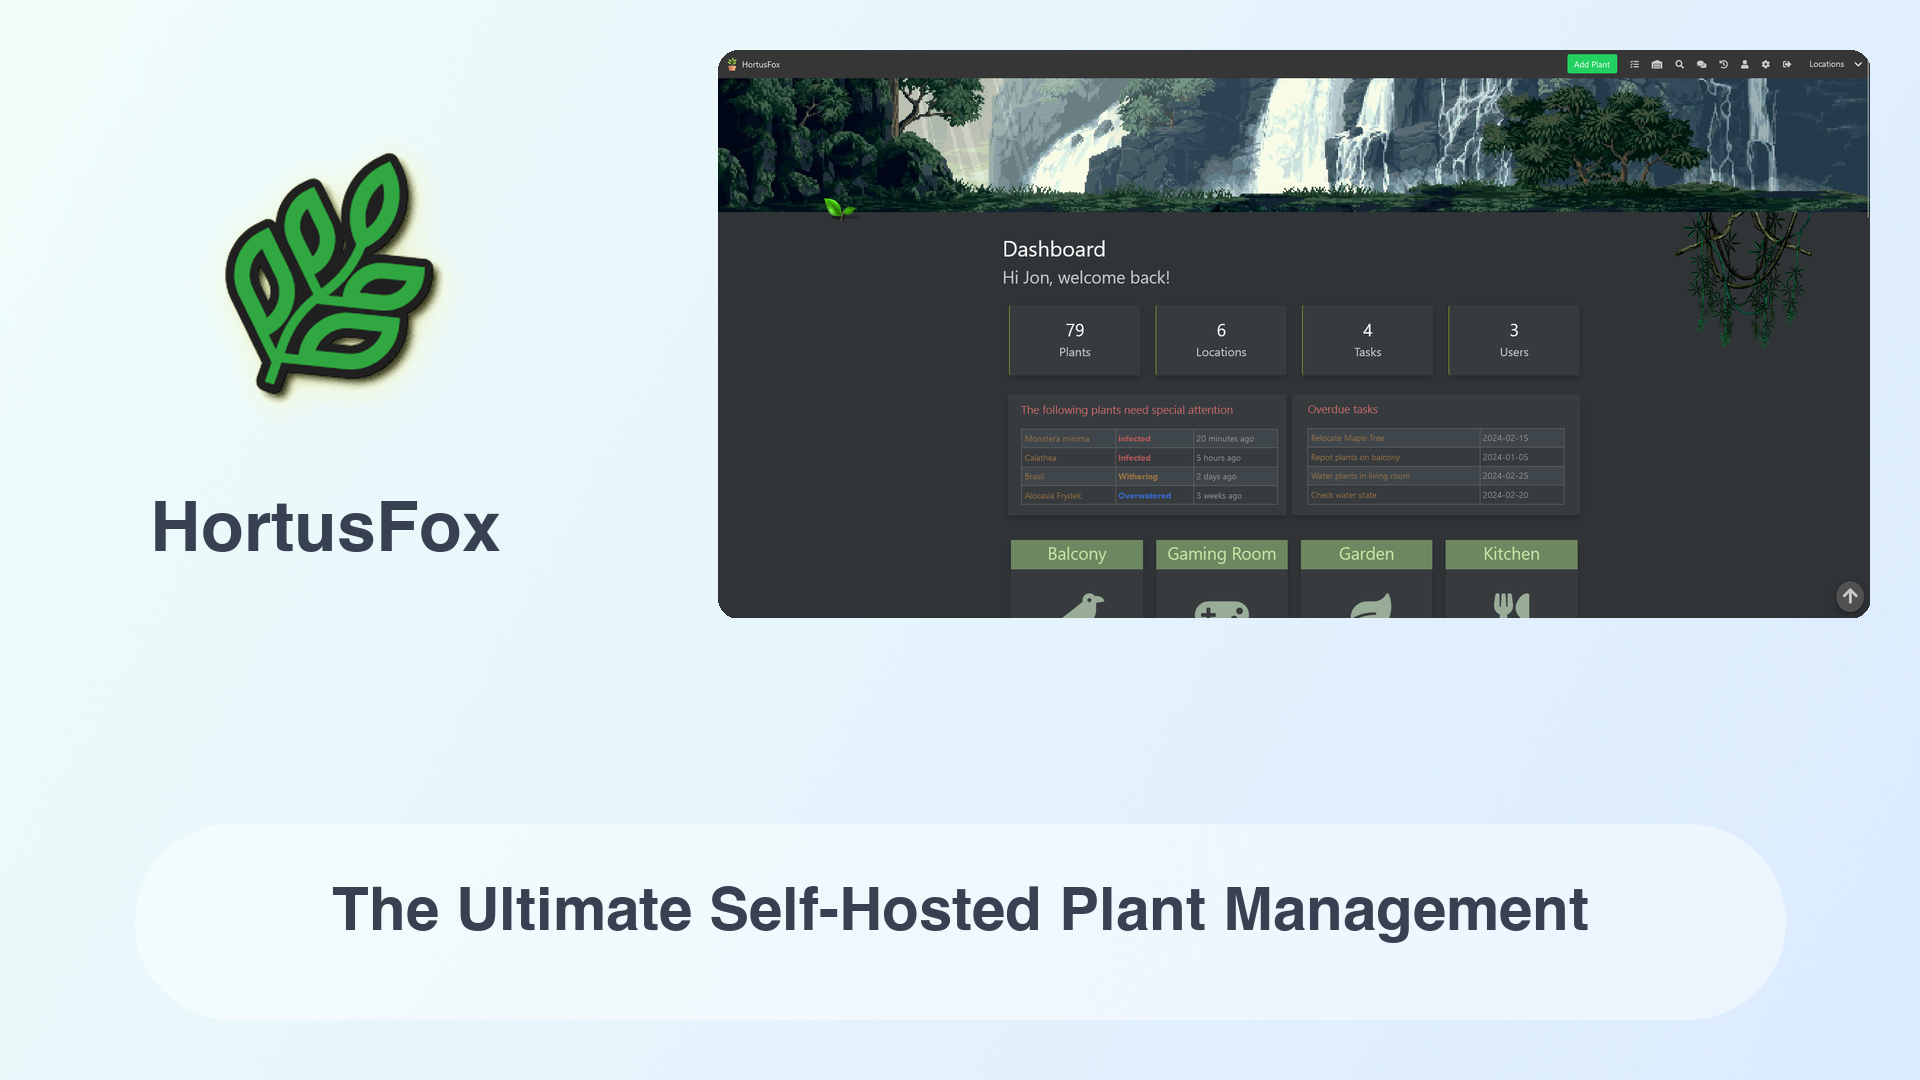 HortusFox
HortusFox
Add Plant
Locations
Dashboard
Hi Jon, welcome back!
79
Plants
6
Locations
4
Tasks
3
Users
The following plants need special attention
Monstera minima Infected 20 minutes ago
Calathea Infected 5 hours ago
Brasil Withering 2 days ago
Alocasia Frydek Overwatered 3 weeks ago
Overdue tasks
Relocate Maple Tree 2024-02-15
Repot plants on balcony 2024-01-05
Water plants in living room 2024-02-25
Check water state 2024-02-20
Balcony
Gaming Room
Garden
Kitchen
The Ultimate Self-Hosted Plant Management